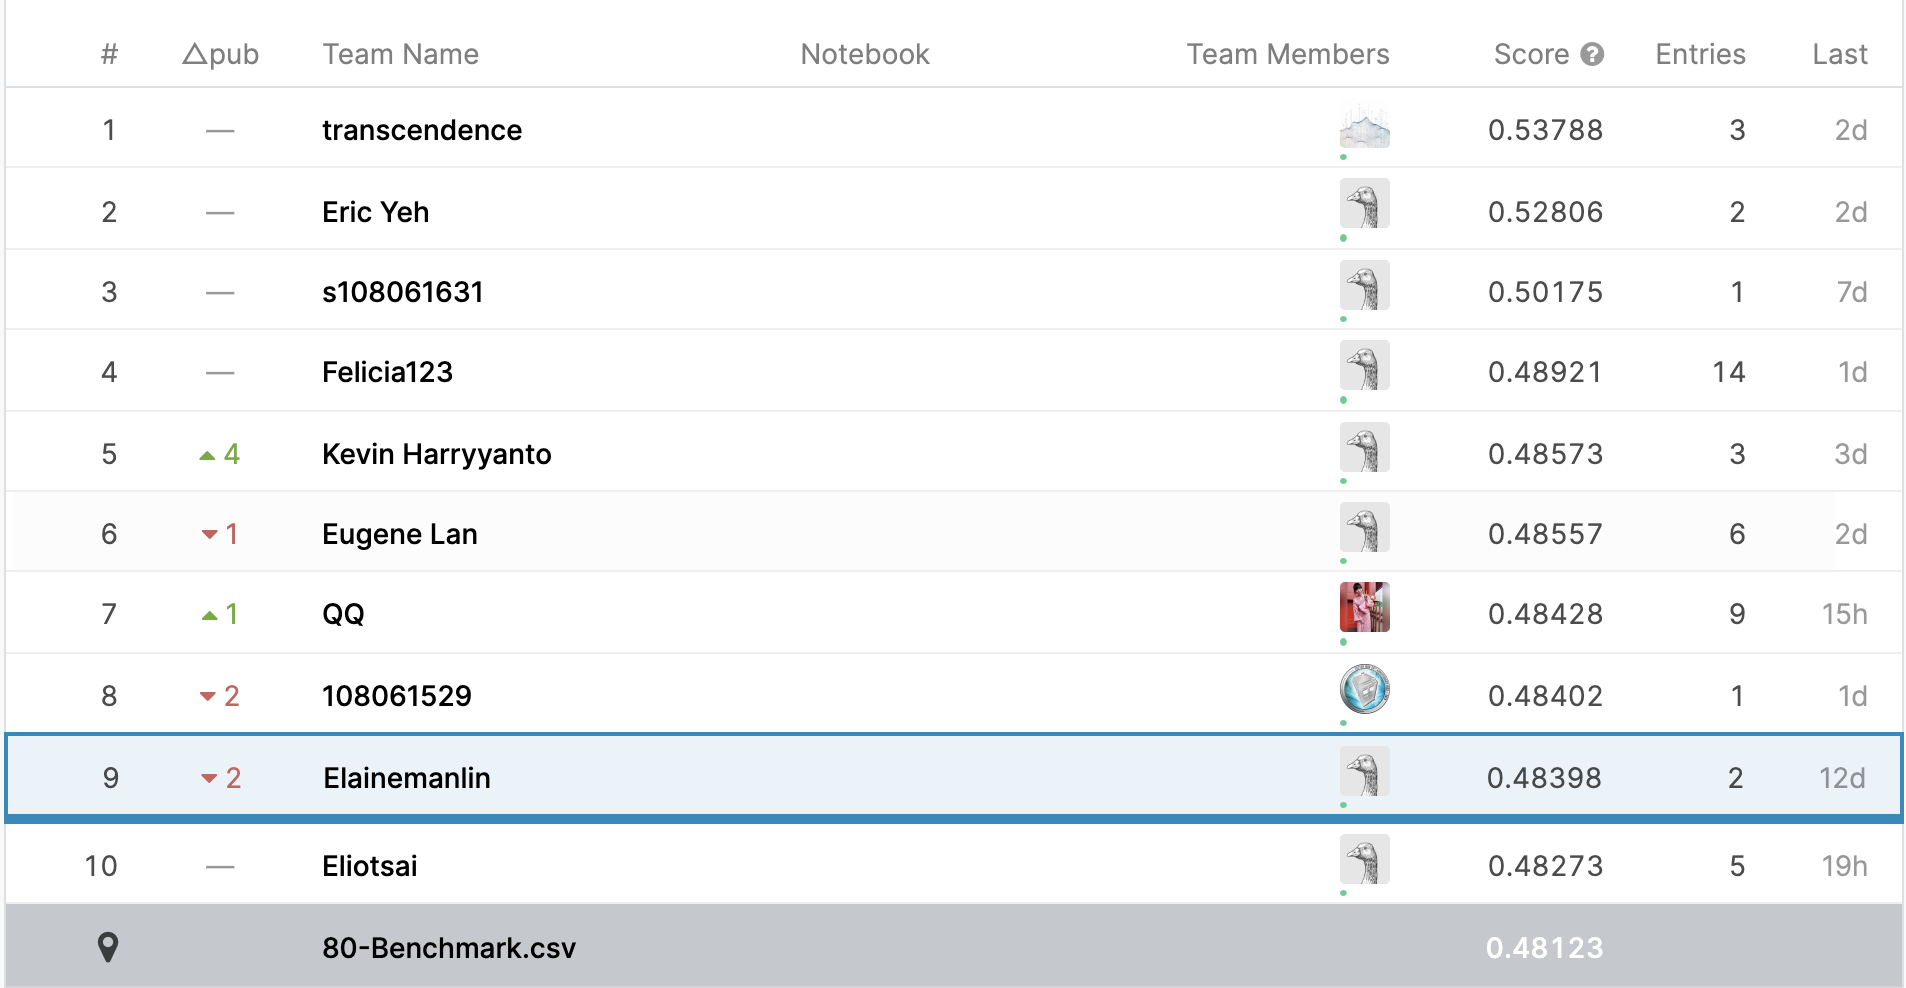 # △pub Team Name Notebook Team Members Score ? Entries Last
1 — transcendence 0.53788 3 2d
2 — Eric Yeh 0.52806 2 2d
3 — s108061631 0.50175 1 7d
4 — Felicia123 0.48921 14 1d
5 ▲ 4 Kevin Harryyanto 0.48573 3 3d
6 ▼ 1 Eugene Lan 0.48557 6 2d
7 ▲ 1 QQ 0.48428 9 15h
8 ▼ 2 108061529 0.48402 1 1d
9 ▼ 2 Elainemanlin 0.48398 2 12d
10 — Eliotsai 0.48273 5 19h
80-Benchmark.csv 0.48123